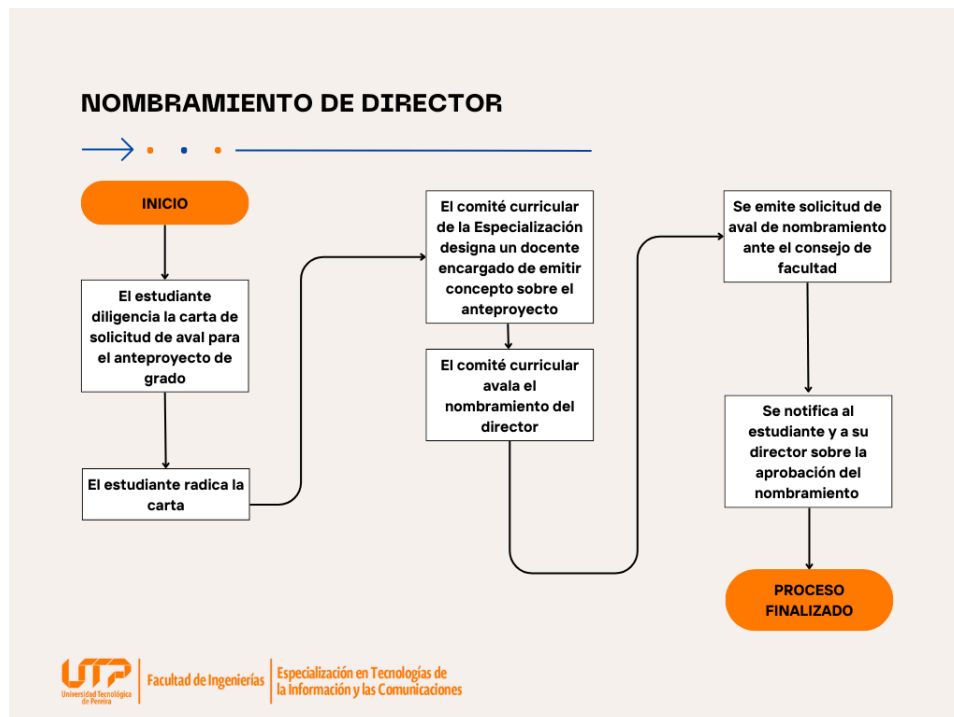 NOMBRAMIENTO DE DIRECTOR
INICIO
El estudiante
diligencia la carta de
solicitud de aval para
el anteproyecto de
grado
El estudiante radica la
carta
El comité curricular
de la Especialización
designa un docente
encargado de emitir
concepto sobre el
anteproyecto
El comité curricular
avala el
nombramiento del
director
Se emite solicitud de
aval de nombramiento
ante el consejo de
facultad
Se notifica al
estudiante y a su
director sobre la
aprobación del
nombramiento
PROCESO
FINALIZADO
UTP
Universidad Tecnológica
de Pereira
Facultad de Ingenierías
Especialización en Tecnologías de
la Información y las Comunicaciones